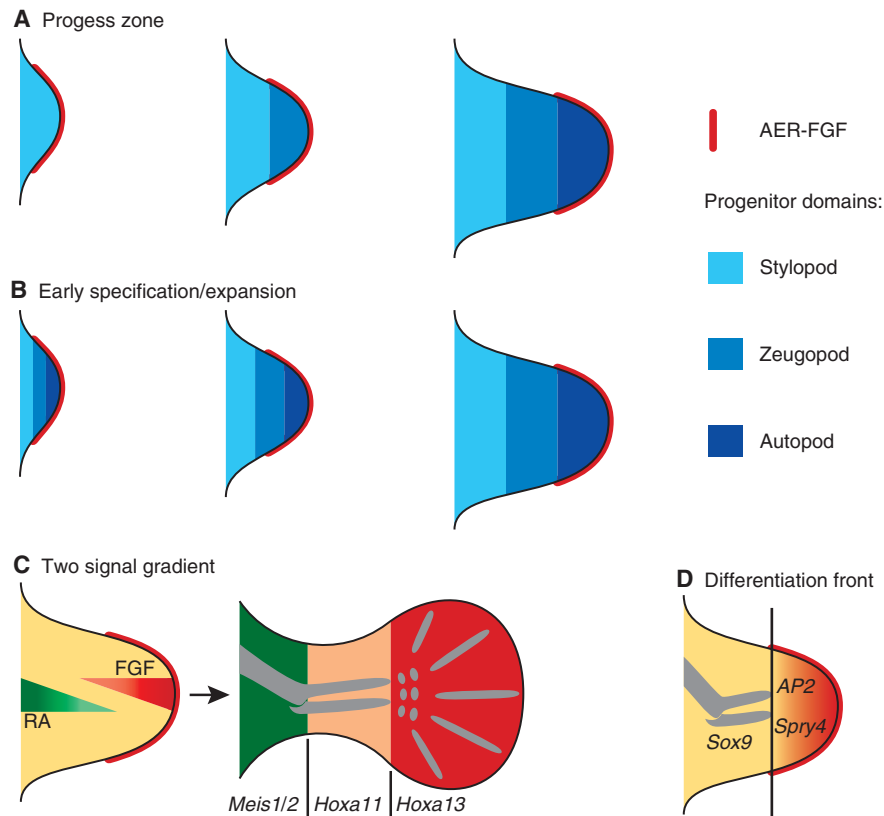 A Progess zone
AER-FGF
Progenitor domains:
Stylopod
Zeugopod
Autopod
B Early specification/expansion
C Two signal gradient
FGF
RA
Meis1/2 Hoxa11 Hoxa13
D Differentiation front
AP2
Spry4
Sox9